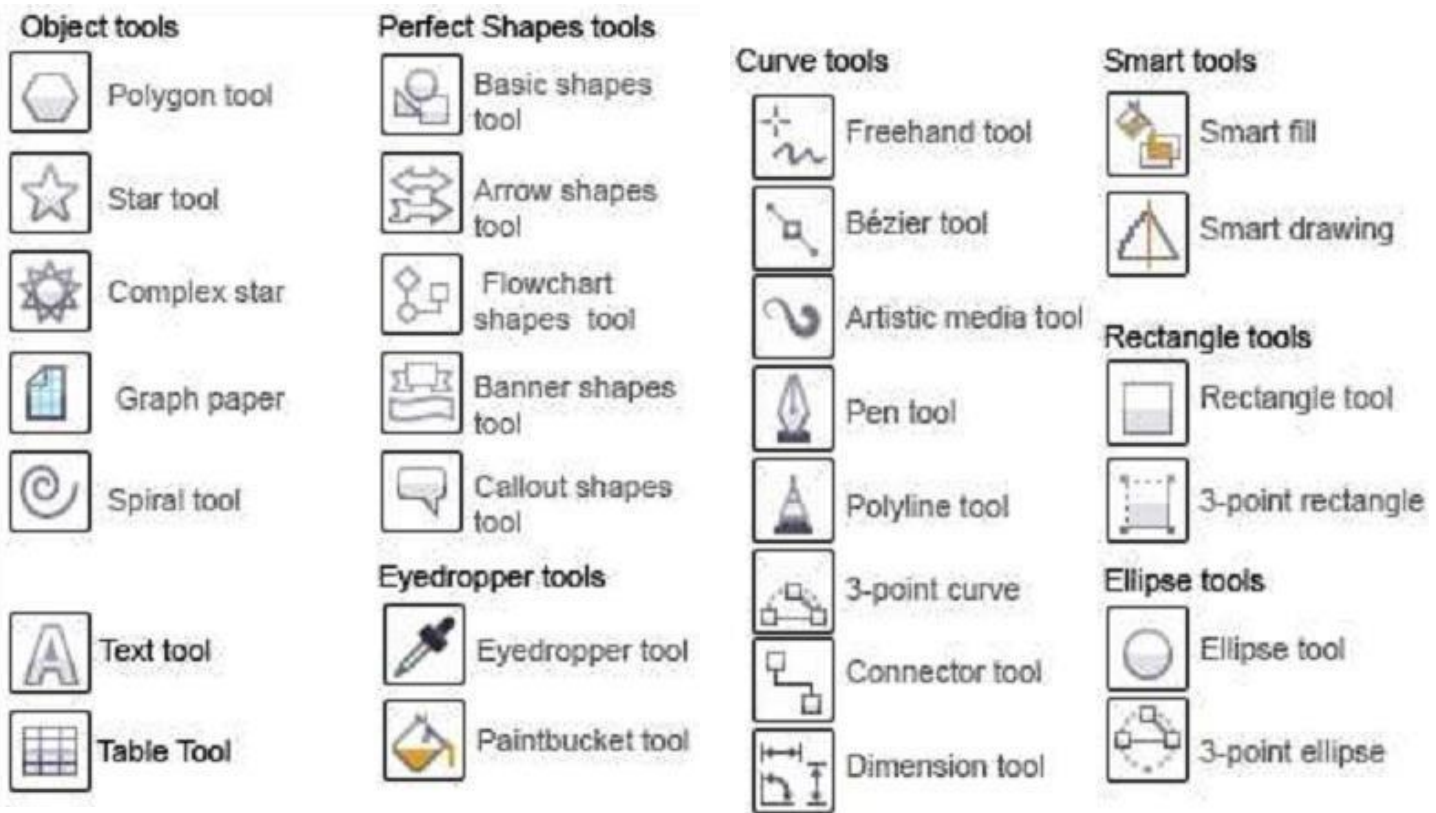 Object tools
Polygon tool
Star tool
Complex star
Graph paper
Spiral tool
Text tool
Table Tool
Perfect Shapes tools
Basic shapes
tool
Arrow shapes
tool
Flowchart
shapes tool
Banner shapes
tool
Callout shapes
tool
Eyedropper tools
Eyedropper tool
Paintbucket tool
Curve tools
Freehand tool
Bézier tool
Artistic media tool
Pen tool
Polyline tool
3-point curve
Connector tool
Dimension tool
Smart tools
Smart fill
Smart drawing
Rectangle tools
Rectangle tool
3-point rectangle
Ellipse tools
Ellipse tool
3-point ellipse